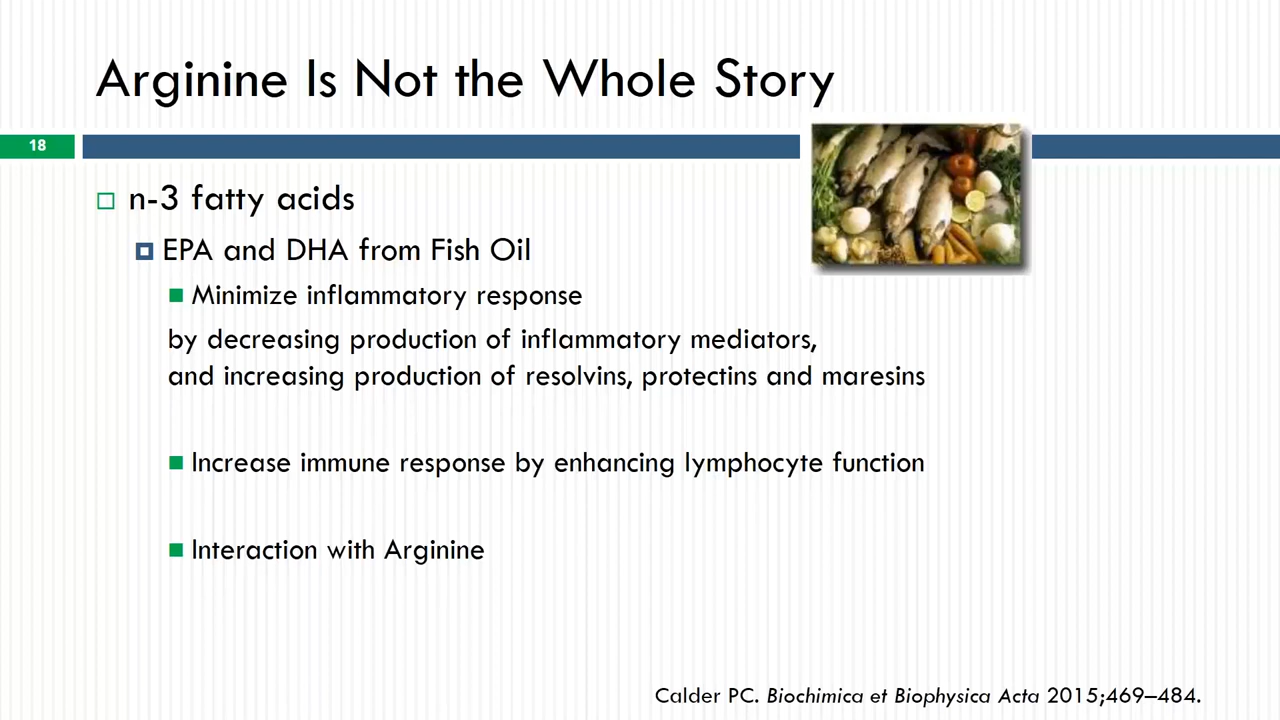 Arginine Is Not the Whole Story
18
n-3 fatty acids
EPA and DHA from Fish Oil
Minimize inflammatory response
by decreasing production of inflammatory mediators,
and increasing production of resolvins, protectins and maresins
Increase immune response by enhancing lymphocyte function
Interaction with Arginine
Calder PC. Biochimica et Biophysica Acta 2015;469–484.